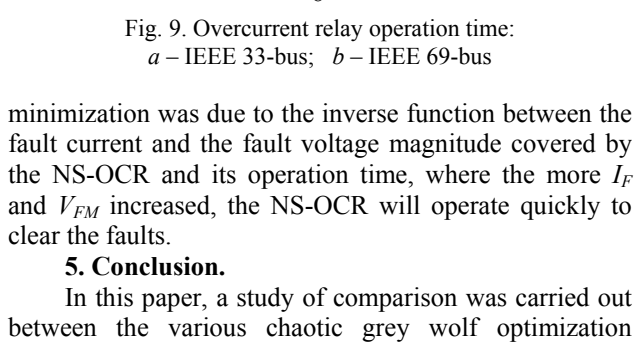 Fig. 9. Overcurrent relay operation time:
a – IEEE 33-bus; b – IEEE 69-bus
minimization was due to the inverse function between the
fault current and the fault voltage magnitude covered by
the NS-OCR and its operation time, where the more IF
and VFM increased, the NS-OCR will operate quickly to
clear the faults.
5. Conclusion.
In this paper, a study of comparison was carried out
between the various chaotic grey wolf optimization